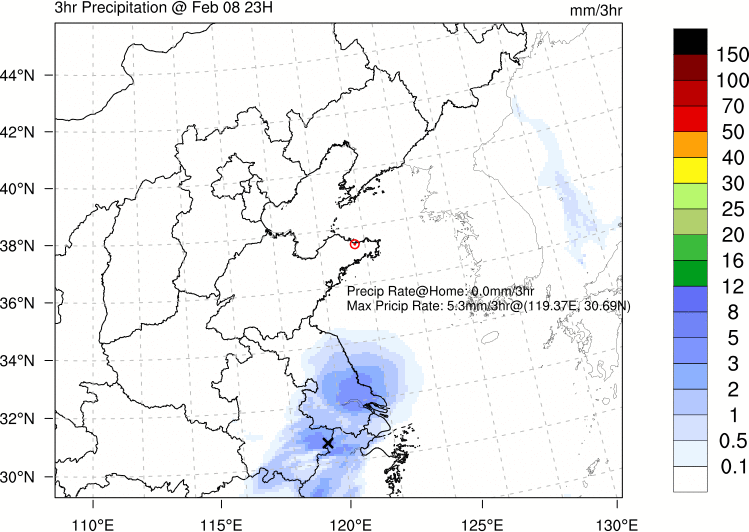 3hr Precipitation @ Feb 08 23H
mm/3hr
44°N
42°N
40°N
38°N
36°N
34°N
32°N
30°N
110°E
115°E
120°E
125°E
130°E
Precip Rate@Home: 0.0mm/3hr
Max Pricip Rate: 5.3mm/3hr@(119.37E, 30.69N)
150
100
70
50
40
30
25
20
16
12
8
5
3
2
1
0.5
0.1